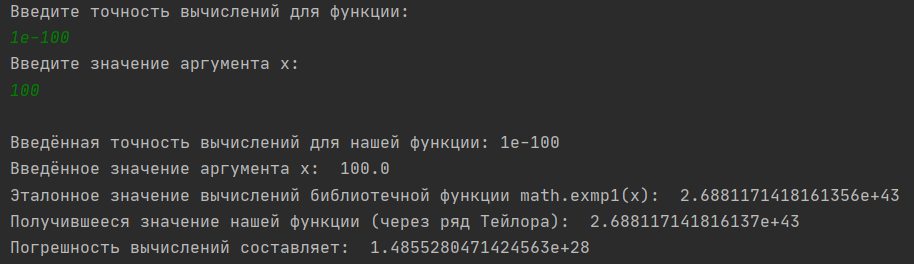 Введите точность вычислений для функции:
1e-100
Введите значение аргумента x:
100
Введённая точность вычислений для нашей функции: 1e-100
Введённое значение аргумента x:  100.0
Эталонное значение вычислений библиотечной функции math.exmp1(x):  2.6881171418161356e+43
Получившееся значение нашей функции (через ряд Тейлора):  2.688117141816137e+43
Погрешность вычислений составляет:  1.4855280471424563e+28